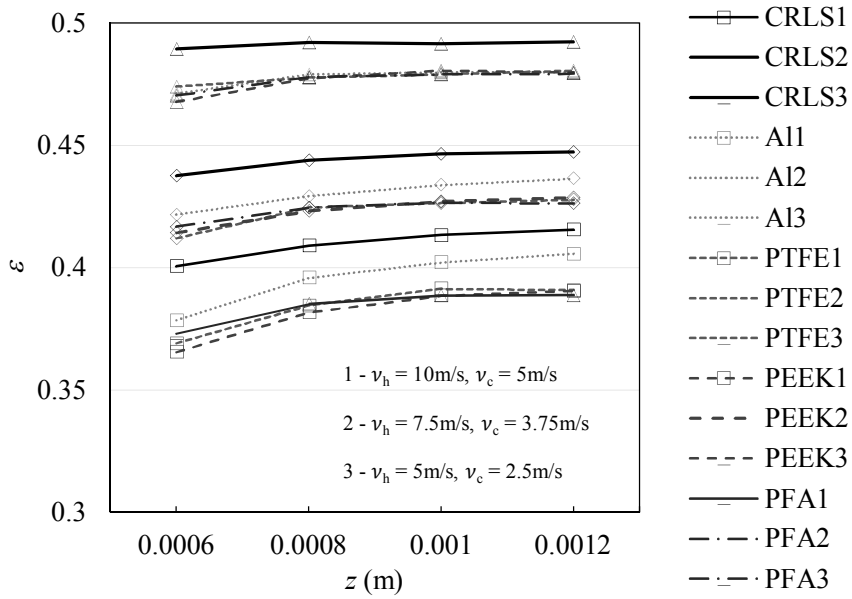 0.5
0.45
0.4
0.35
0.3
ε
0.0006 0.0008 0.001 0.0012
z (m)
1 - νh = 10m/s, νc = 5m/s
2 - νh = 7.5m/s, νc = 3.75m/s
3 - νh = 5m/s, νc = 2.5m/s
CRLS1
CRLS2
CRLS3
Al1
Al2
Al3
PTFE1
PTFE2
PTFE3
PEEK1
PEEK2
PEEK3
PFA1
PFA2
PFA3